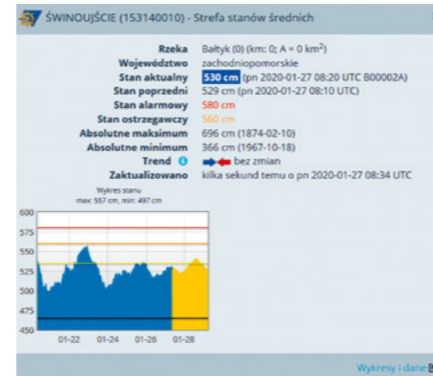 ŚWINOUJŚCIE (153140010) - Strefa stanów średnich
Rzeka Bałtyk (0) (km: 0; A = 0 km²)
Województwo zachodniopomorskie
Stan aktualny 530 cm (pn 2020-01-27 08:20 UTC B00002A)
Stan poprzedni 529 cm (pn 2020-01-27 08:10 UTC)
Stan alarmowy 580 cm
Stan ostrzegawczy 560 cm
Absolutne maksimum 696 cm (1874-02-10)
Absolutne minimum 366 cm (1967-10-18)
Trend bez zmian
Zaktualizowano kilka sekund temu o pn 2020-01-27 08:34 UTC
Wykres stanu
max: 557 cm, min: 497 cm
600
575
550
525
500
475
450
01-22 01-24 01-26 01-28
Wykresy i dane